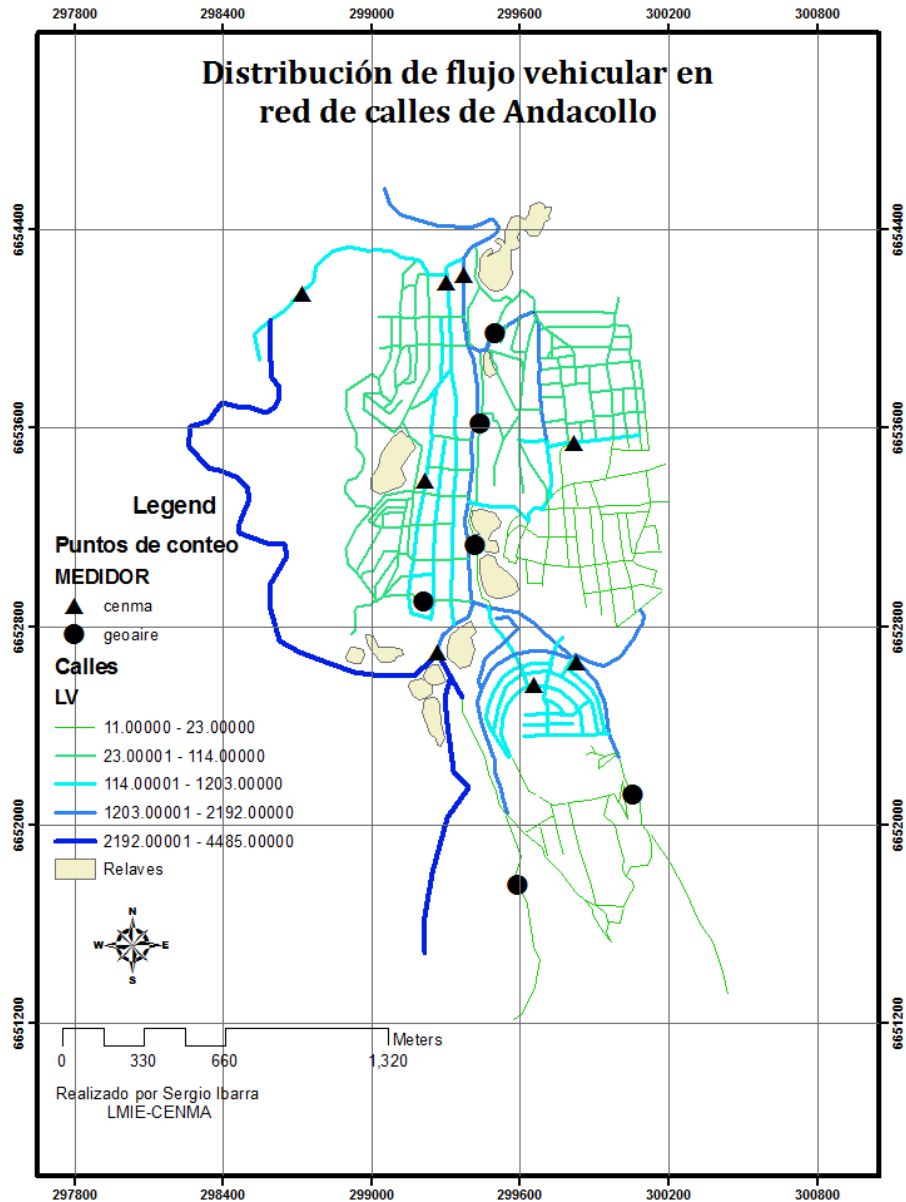 297800 298400 299000 299600 300200 300800
Distribución de flujo vehicular en
red de calles de Andacollo
6654400 6654400
6653600 6653600
Legend
Puntos de conteo
MEDIDOR
cenma
geoaire
6652800 6652800
Calles
LV
11.00000 - 23.00000
23.00001 - 114.00000
114.00001 - 1203.00000
1203.00001 - 2192.00000
2192.00001 - 4485.00000
Relaves
6652000 6652000
N
W E
S
6651200 6651200
Meters
0 330 660 1,320
Realizado por Sergio Ibarra
LMIE-CENMA
297800 298400 299000 299600 300200 300800